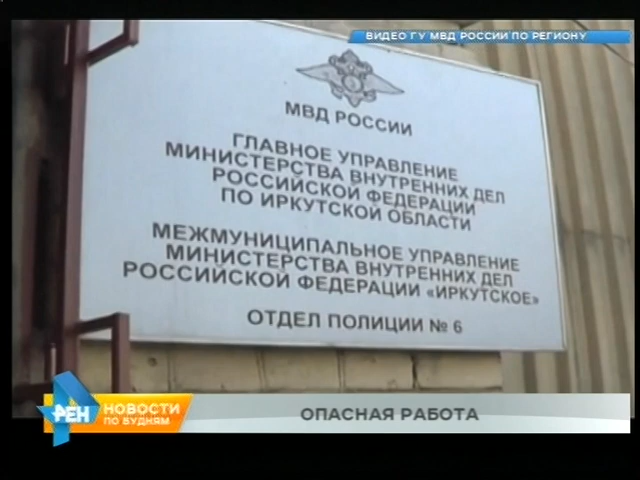 ВИДЕО ГУ МВД РОССИИ ПО РЕГИОНУ
МВД РОССИИ
ГЛАВНОЕ УПРАВЛЕНИЕ
МИНИСТЕРСТВА ВНУТРЕННИХ ДЕЛ
РОССИЙСКОЙ ФЕДЕРАЦИИ
ПО ИРКУТСКОЙ ОБЛАСТИ
МЕЖМУНИЦИПАЛЬНОЕ УПРАВЛЕНИЕ
МИНИСТЕРСТВА ВНУТРЕННИХ ДЕЛ
РОССИЙСКОЙ ФЕДЕРАЦИИ «ИРКУТСКОЕ»
ОТДЕЛ ПОЛИЦИИ № 6
РЕН
НОВОСТИ
ПО БУДНЯМ
ОПАСНАЯ РАБОТА